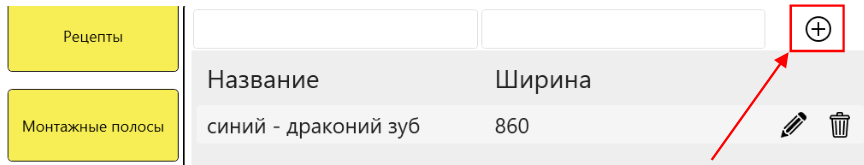 Рецепты
Название Ширина
Монтажные полосы
синий - драконий зуб 860